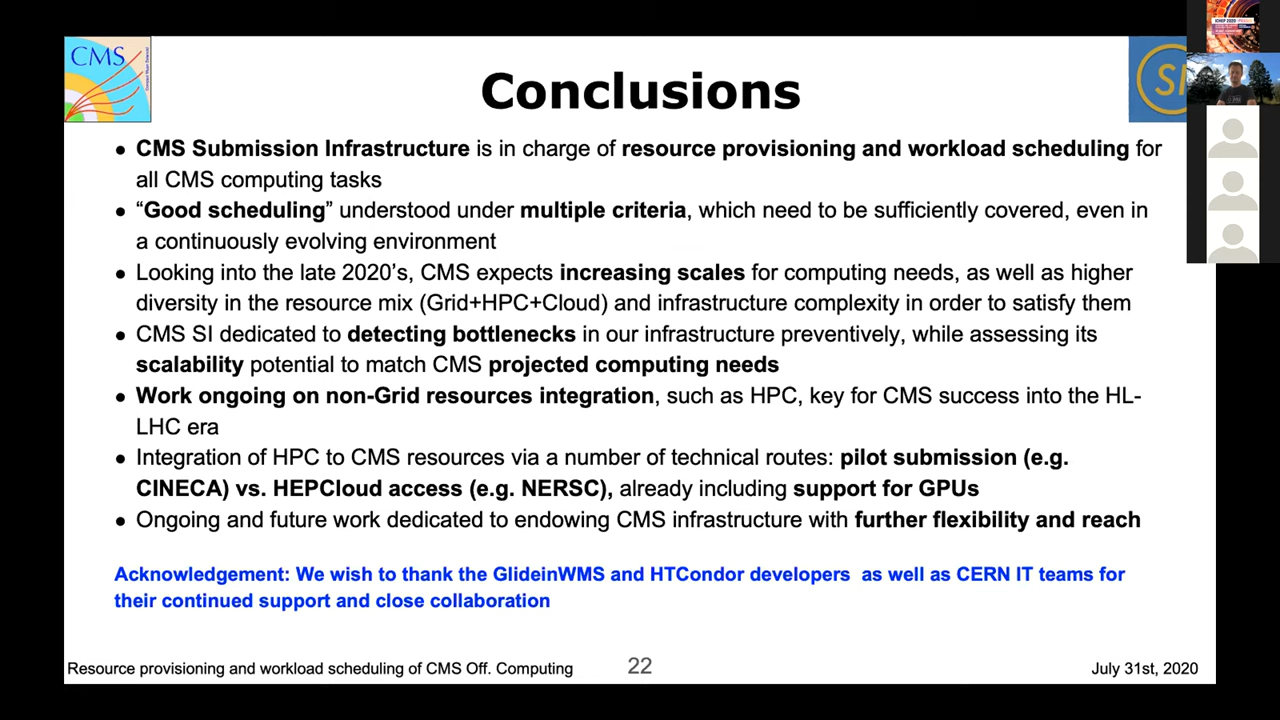 CMS
Conclusions
ICHEP 2020
• CMS Submission Infrastructure is in charge of resource provisioning and workload scheduling for
all CMS computing tasks
• “Good scheduling” understood under multiple criteria, which need to be sufficiently covered, even in
a continuously evolving environment
• Looking into the late 2020’s, CMS expects increasing scales for computing needs, as well as higher
diversity in the resource mix (Grid+HPC+Cloud) and infrastructure complexity in order to satisfy them
• CMS SI dedicated to detecting bottlenecks in our infrastructure preventively, while assessing its
scalability potential to match CMS projected computing needs
• Work ongoing on non-Grid resources integration, such as HPC, key for CMS success into the HL-
LHC era
• Integration of HPC to CMS resources via a number of technical routes: pilot submission (e.g.
CINECA) vs. HEPCloud access (e.g. NERSC), already including support for GPUs
• Ongoing and future work dedicated to endowing CMS infrastructure with further flexibility and reach
Acknowledgement: We wish to thank the GlideinWMS and HTCondor developers as well as CERN IT teams for
their continued support and close collaboration
Resource provisioning and workload scheduling of CMS Off. Computing
22
July 31st, 2020